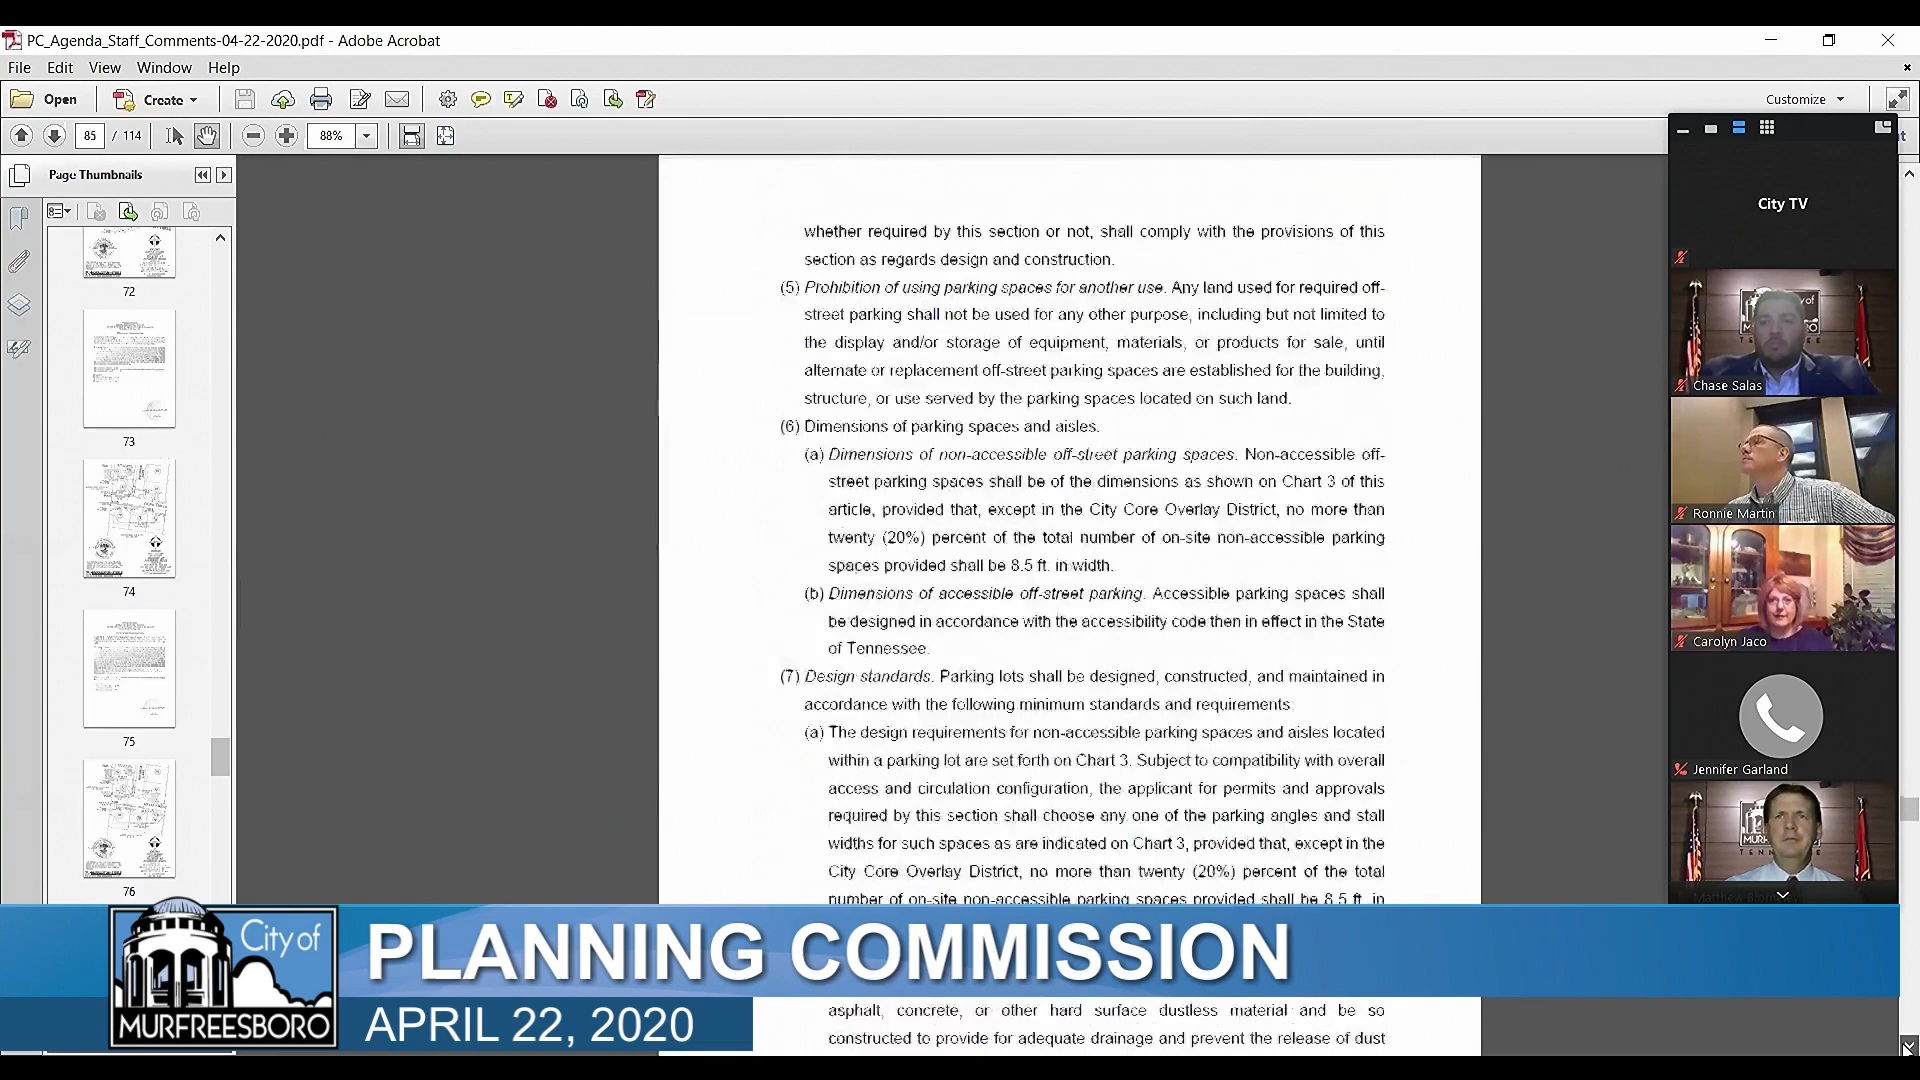 PC_Agenda_Staff_Comments-04-22-2020.pdf - Adobe Acrobat
File Edit View Window Help
Open Create Customize
85 / 114 88%
Page Thumbnails
72
73
74
75
76
whether required by this section or not, shall comply with the provisions of this
section as regards design and construction.
(5) Prohibition of using parking spaces for another use. Any land used for required off-
street parking shall not be used for any other purpose, including but not limited to
the display and/or storage of equipment, materials, or products for sale, until
alternate or replacement off-street parking spaces are established for the building,
structure, or use served by the parking spaces located on such land.
(6) Dimensions of parking spaces and aisles.
(a) Dimensions of non-accessible off-street parking spaces. Non-accessible off-
street parking spaces shall be of the dimensions as shown on Chart 3 of this
article, provided that, except in the City Core Overlay District, no more than
twenty (20%) percent of the total number of on-site non-accessible parking
spaces provided shall be 8.5 ft. in width.
(b) Dimensions of accessible off-street parking. Accessible parking spaces shall
be designed in accordance with the accessibility code then in effect in the State
of Tennessee.
(7) Design standards. Parking lots shall be designed, constructed, and maintained in
accordance with the following minimum standards and requirements:
(a) The design requirements for non-accessible parking spaces and aisles located
within a parking lot are set forth on Chart 3. Subject to compatibility with overall
access and circulation configuration, the applicant for permits and approvals
required by this section shall choose any one of the parking angles and stall
widths for such spaces as are indicated on Chart 3, provided that, except in the
City Core Overlay District, no more than twenty (20%) percent of the total
number of on-site non-accessible parking spaces provided shall be 8.5 ft. in
asphalt, concrete, or other hard surface dustless material and be so
constructed to provide for adequate drainage and prevent the release of dust
City TV
Chase Salas
Ronnie Martin
Carolyn Jaco
Jennifer Garland
City of
MURFREESBORO
PLANNING COMMISSION
APRIL 22, 2020